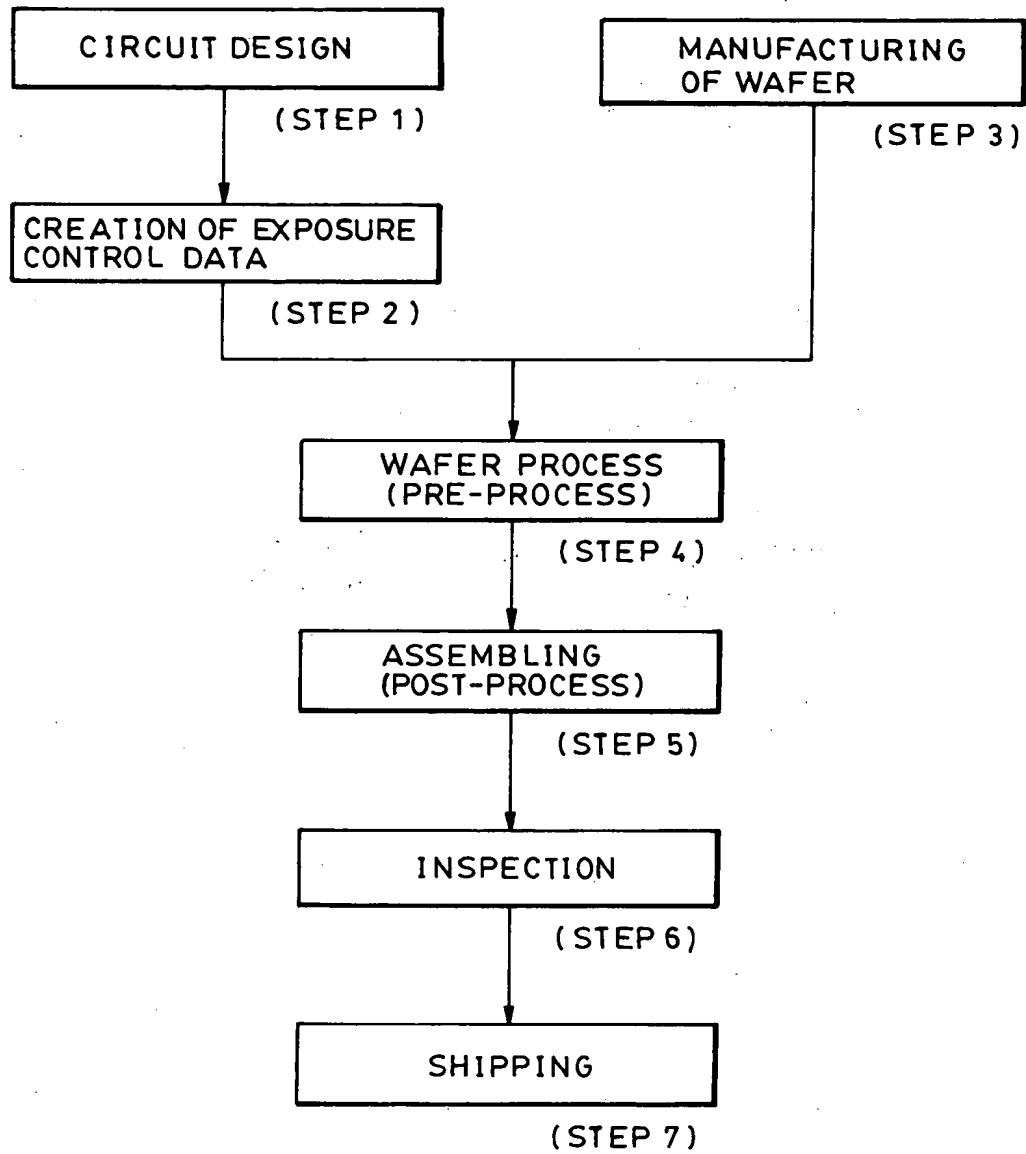 CIRCUIT DESIGN
(STEP 1)
CREATION OF EXPOSURE
CONTROL DATA
(STEP 2)
MANUFACTURING
OF WAFER
(STEP 3)
WAFER PROCESS
(PRE-PROCESS)
(STEP 4)
ASSEMBLING
(POST-PROCESS)
(STEP 5)
INSPECTION
(STEP 6)
SHIPPING
(STEP 7)